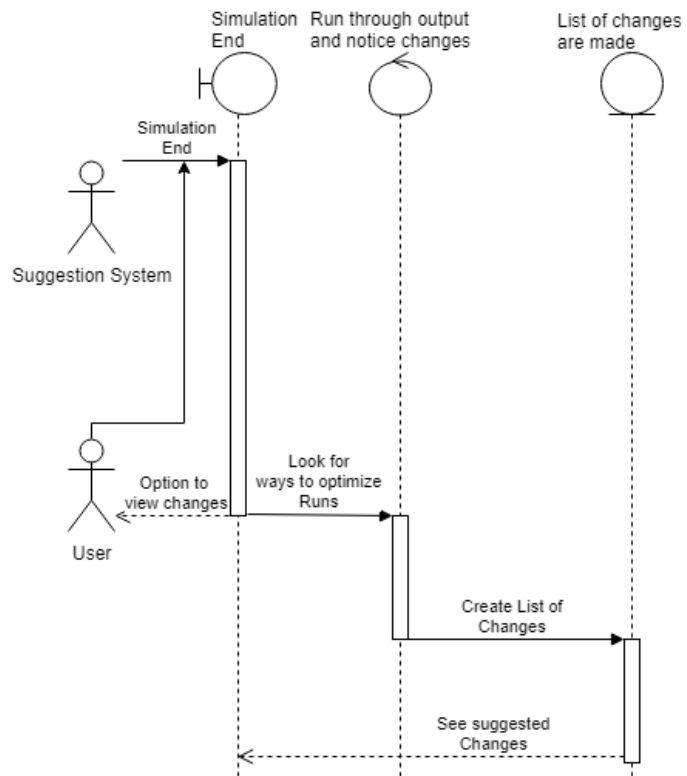 Simulation
End
Run through output
and notice changes
List of changes
are made
Simulation
End
Suggestion System
Look for
ways to optimize
Runs
Option to
view changes
User
Create List of
Changes
See suggested
Changes